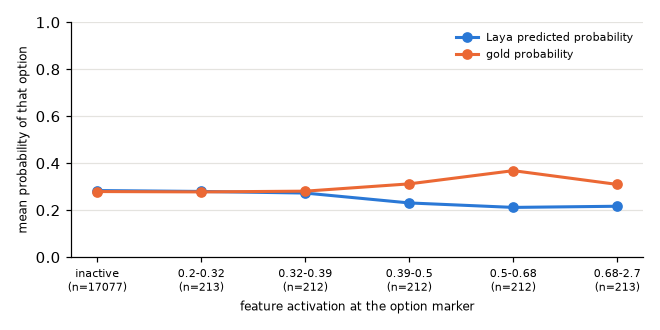 1.0
0.8
0.6
0.4
0.2
0.0
mean probability of that option
Laya predicted probability
gold probability
inactive
(n=17077)
0.2-0.32
(n=213)
0.32-0.39
(n=212)
0.39-0.5
(n=212)
0.5-0.68
(n=212)
0.68-2.7
(n=213)
feature activation at the option marker